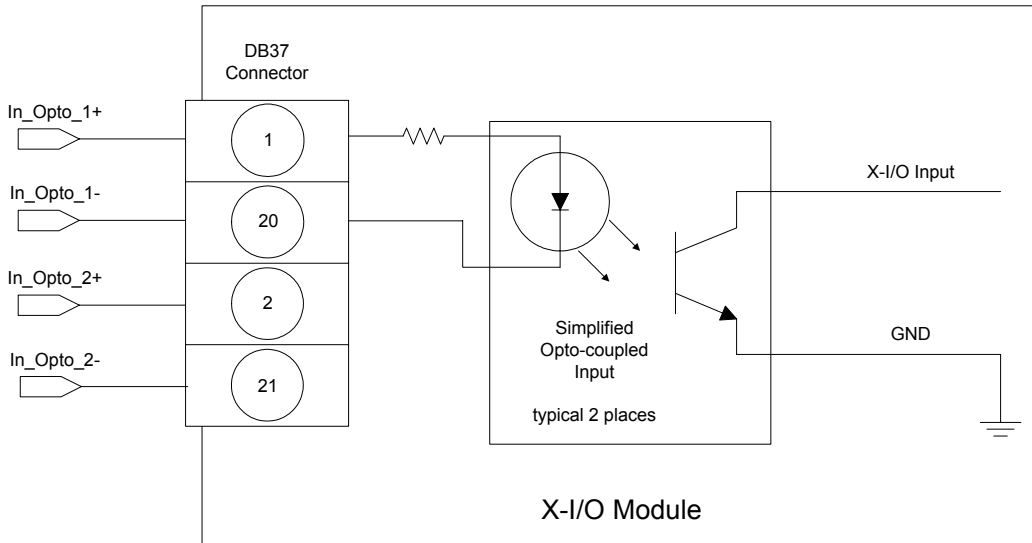 DB37
Connector
In_Opto_1+
1
In_Opto_1-
20
In_Opto_2+
2
In_Opto_2-
21
X-I/O Input
GND
Simplified
Opto-coupled
Input
typical 2 places
X-I/O Module